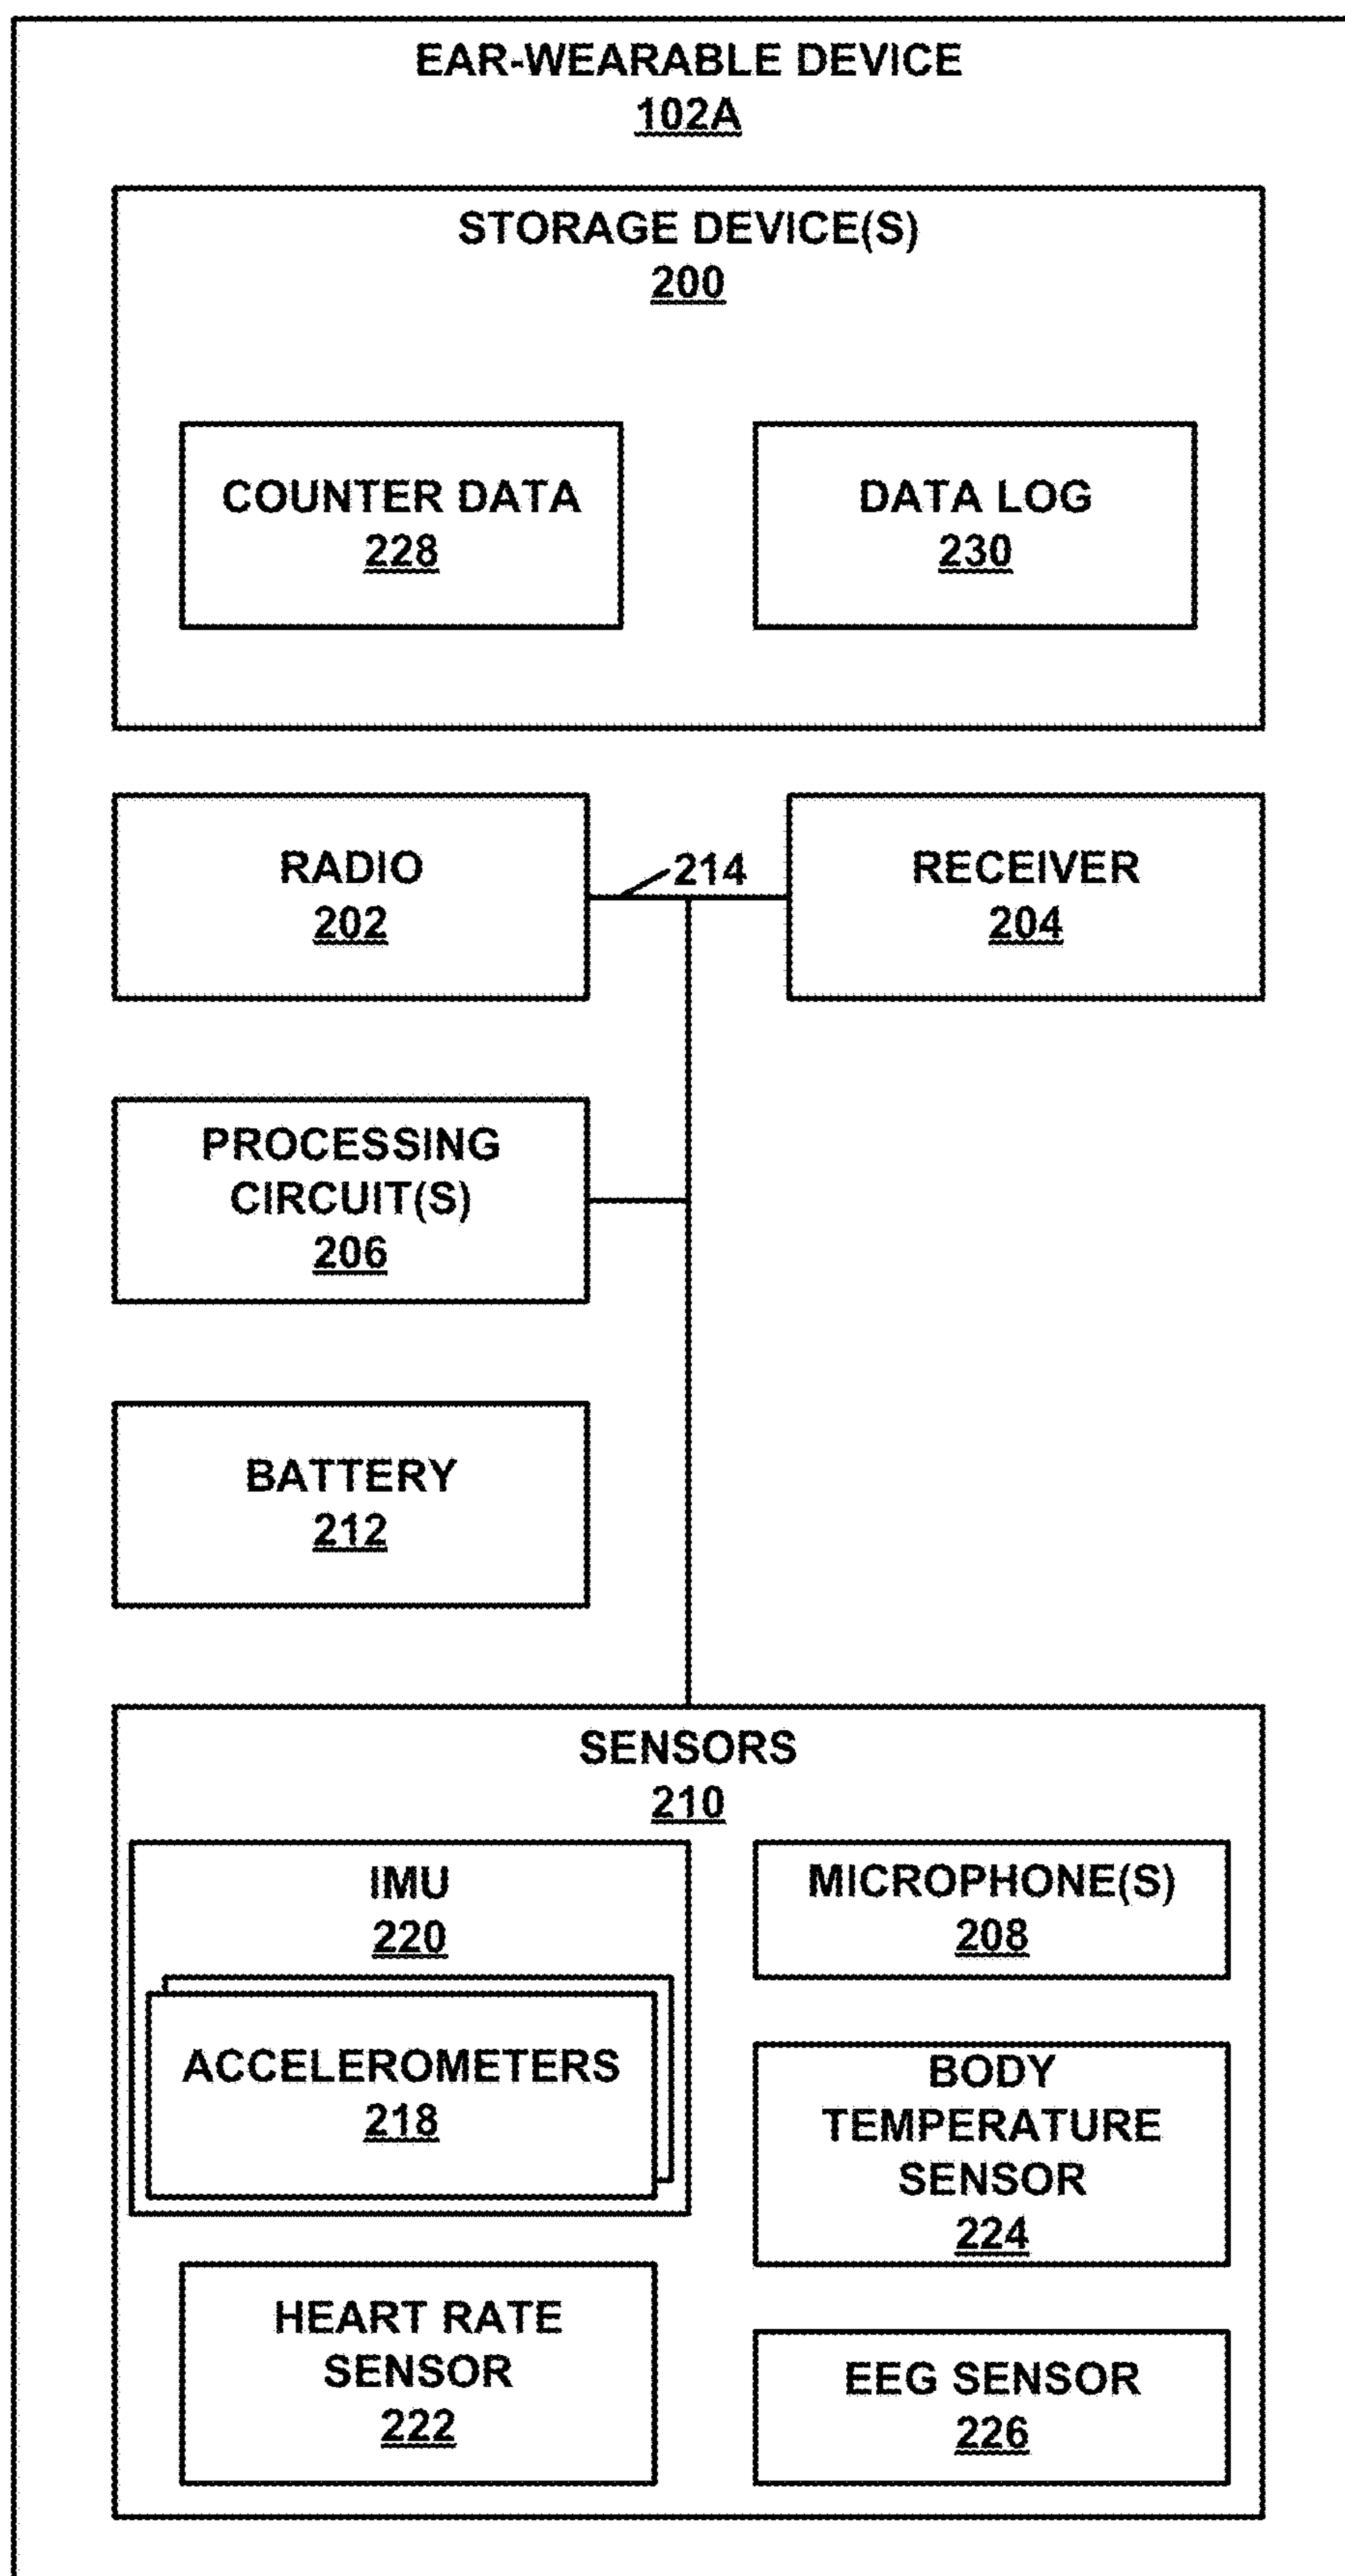 EAR-WEARABLE DEVICE
102A
STORAGE DEVICE(S)
200
COUNTER DATA
228
DATA LOG
230
RADIO
202
214
RECEIVER
204
PROCESSING
CIRCUIT(S)
206
BATTERY
212
SENSORS
210
IMU
220
ACCELEROMETERS
218
HEART RATE
SENSOR
222
MICROPHONE(S)
208
BODY
TEMPERATURE
SENSOR
224
EEG SENSOR
226